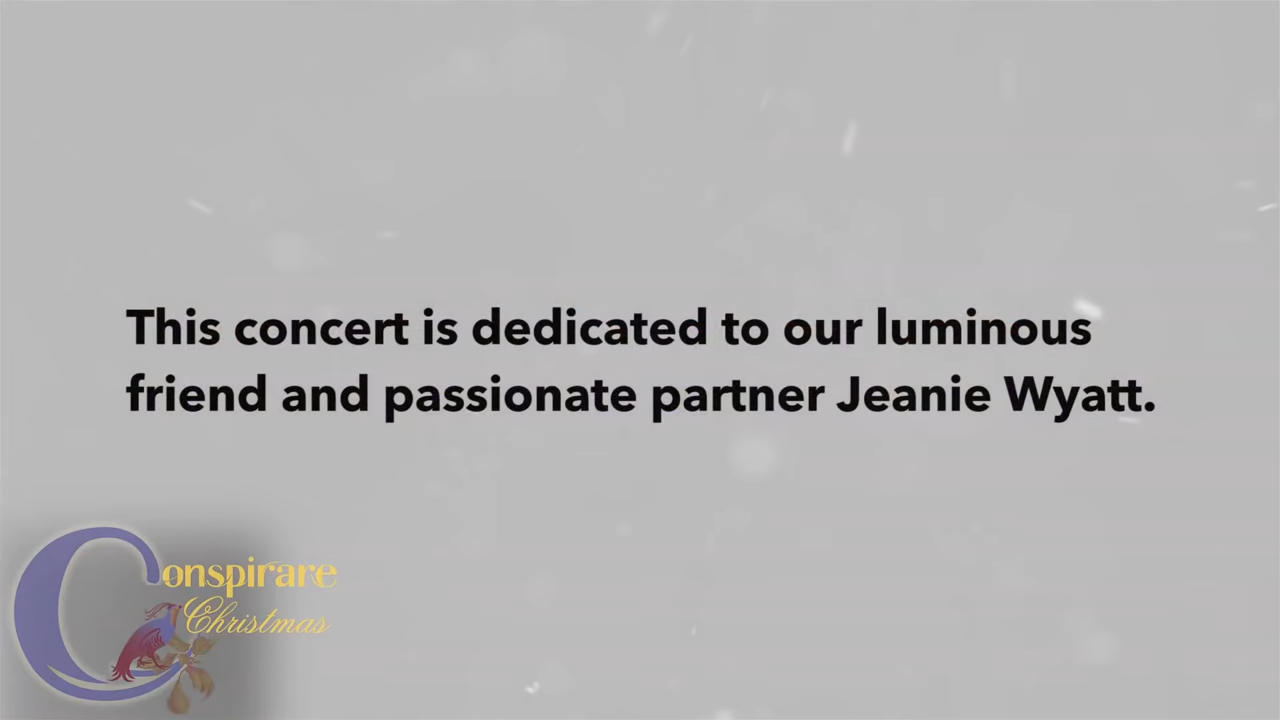 This concert is dedicated to our luminous
friend and passionate partner Jeanie Wyatt.
Conspirare
Christmas